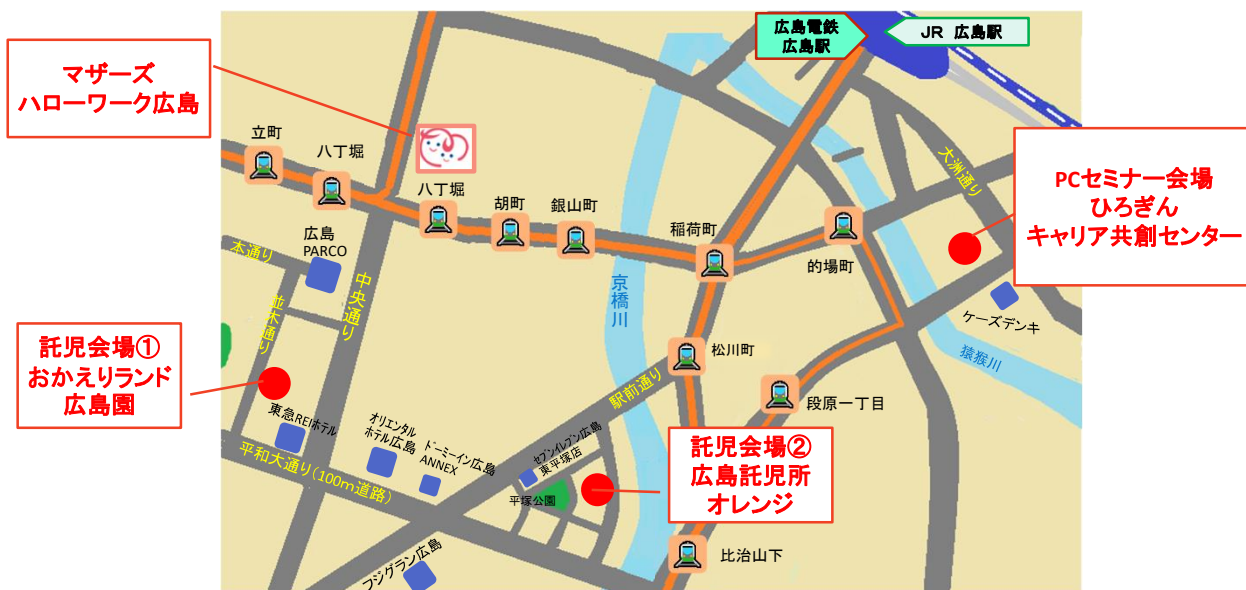 広島電鉄
広島駅
JR 広島駅
マザーズ
ハローワーク広島
立町
八丁堀
八丁堀
胡町
銀山町
稲荷町
的場町
大洲通り
PCセミナー会場
ひろぎん
キャリア共創センター
広島
PARCO
本通り
並木通り
中央通り
京橋川
ケーズデンキ
猿猴川
託児会場①
おかえりランド
広島園
松川町
駅前通り
段原一丁目
東急REIホテル
オリエンタル
ホテル広島
ドーミーイン広島
ANNEX
セブンイレブン広島
東平塚店
託児会場②
広島託児所
オレンジ
平和大通り(100m道路)
平塚公園
フジグラン広島
比治山下